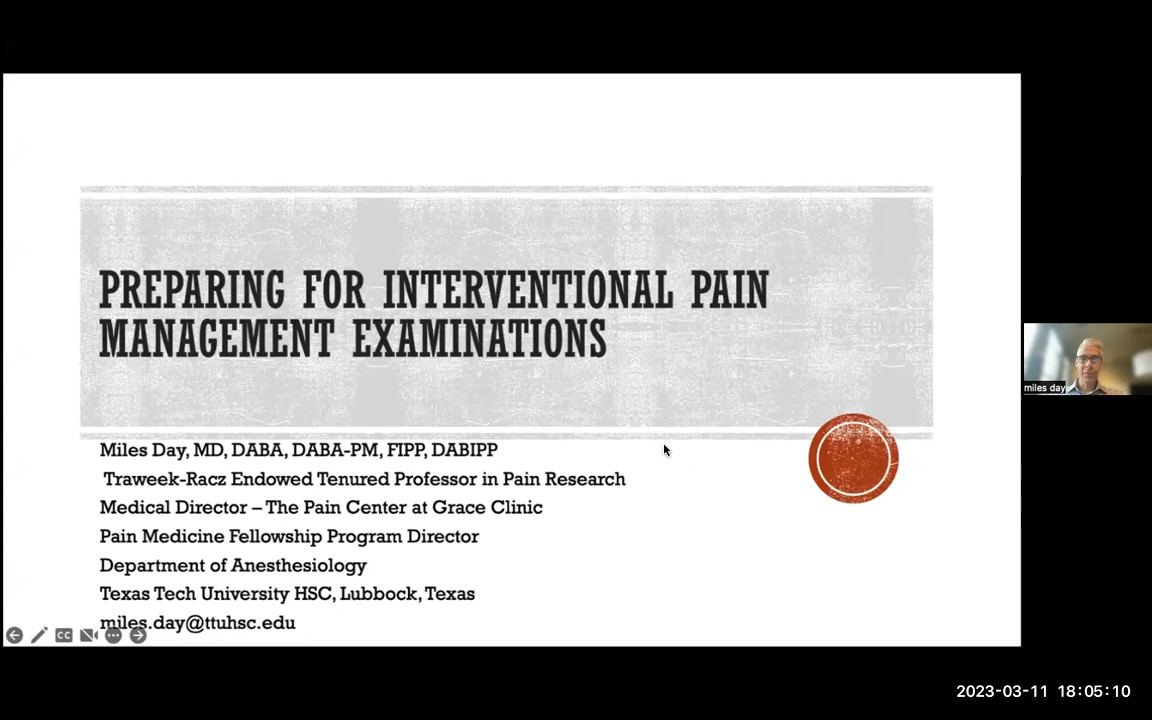 PREPARING FOR INTERVENTIONAL PAIN
MANAGEMENT EXAMINATIONS
Miles Day, MD, DABA, DABA-PM, FIPP, DABIPP
Traweek-Racz Endowed Tenured Professor in Pain Research
Medical Director – The Pain Center at Grace Clinic
Pain Medicine Fellowship Program Director
Department of Anesthesiology
Texas Tech University HSC, Lubbock, Texas
miles.day@ttuhsc.edu
CC
miles day
2023-03-11 18:05:10